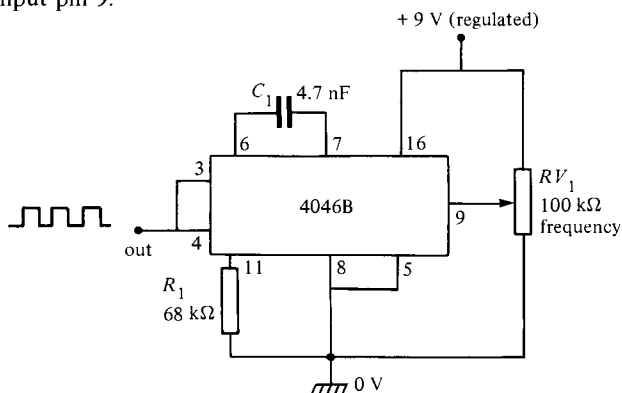 input pin 9.
+ 9 V (regulated)
C1 4.7 nF
6 7 16
3
4046B
9
RV1
100 kΩ
frequency
4
out
11 8 5
R1
68 kΩ
0 V